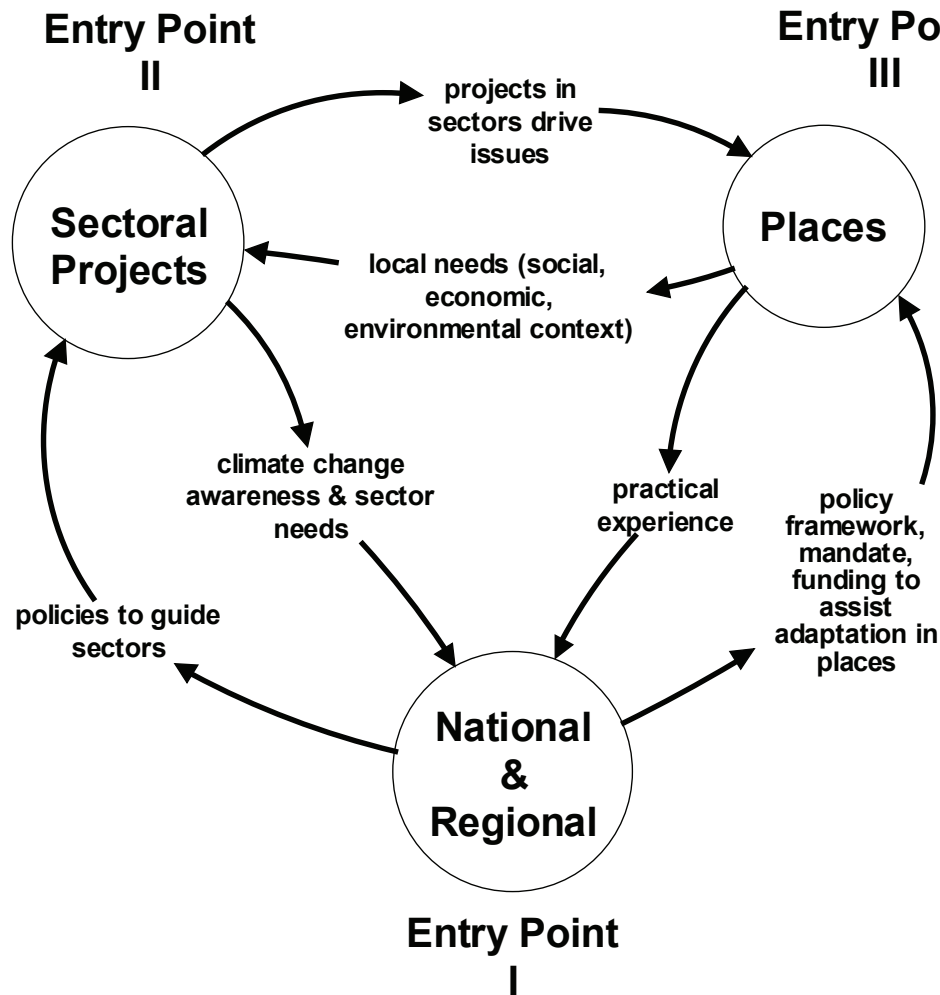 Entry Point
II
Entry Po
III
projects in
sectors drive
issues
Sectoral
Projects
Places
local needs (social,
economic,
environmental context)
climate change
awareness & sector
needs
practical
experience
policy
framework,
mandate,
funding to
assist
adaptation in
places
policies to guide
sectors
National
&
Regional
Entry Point
I